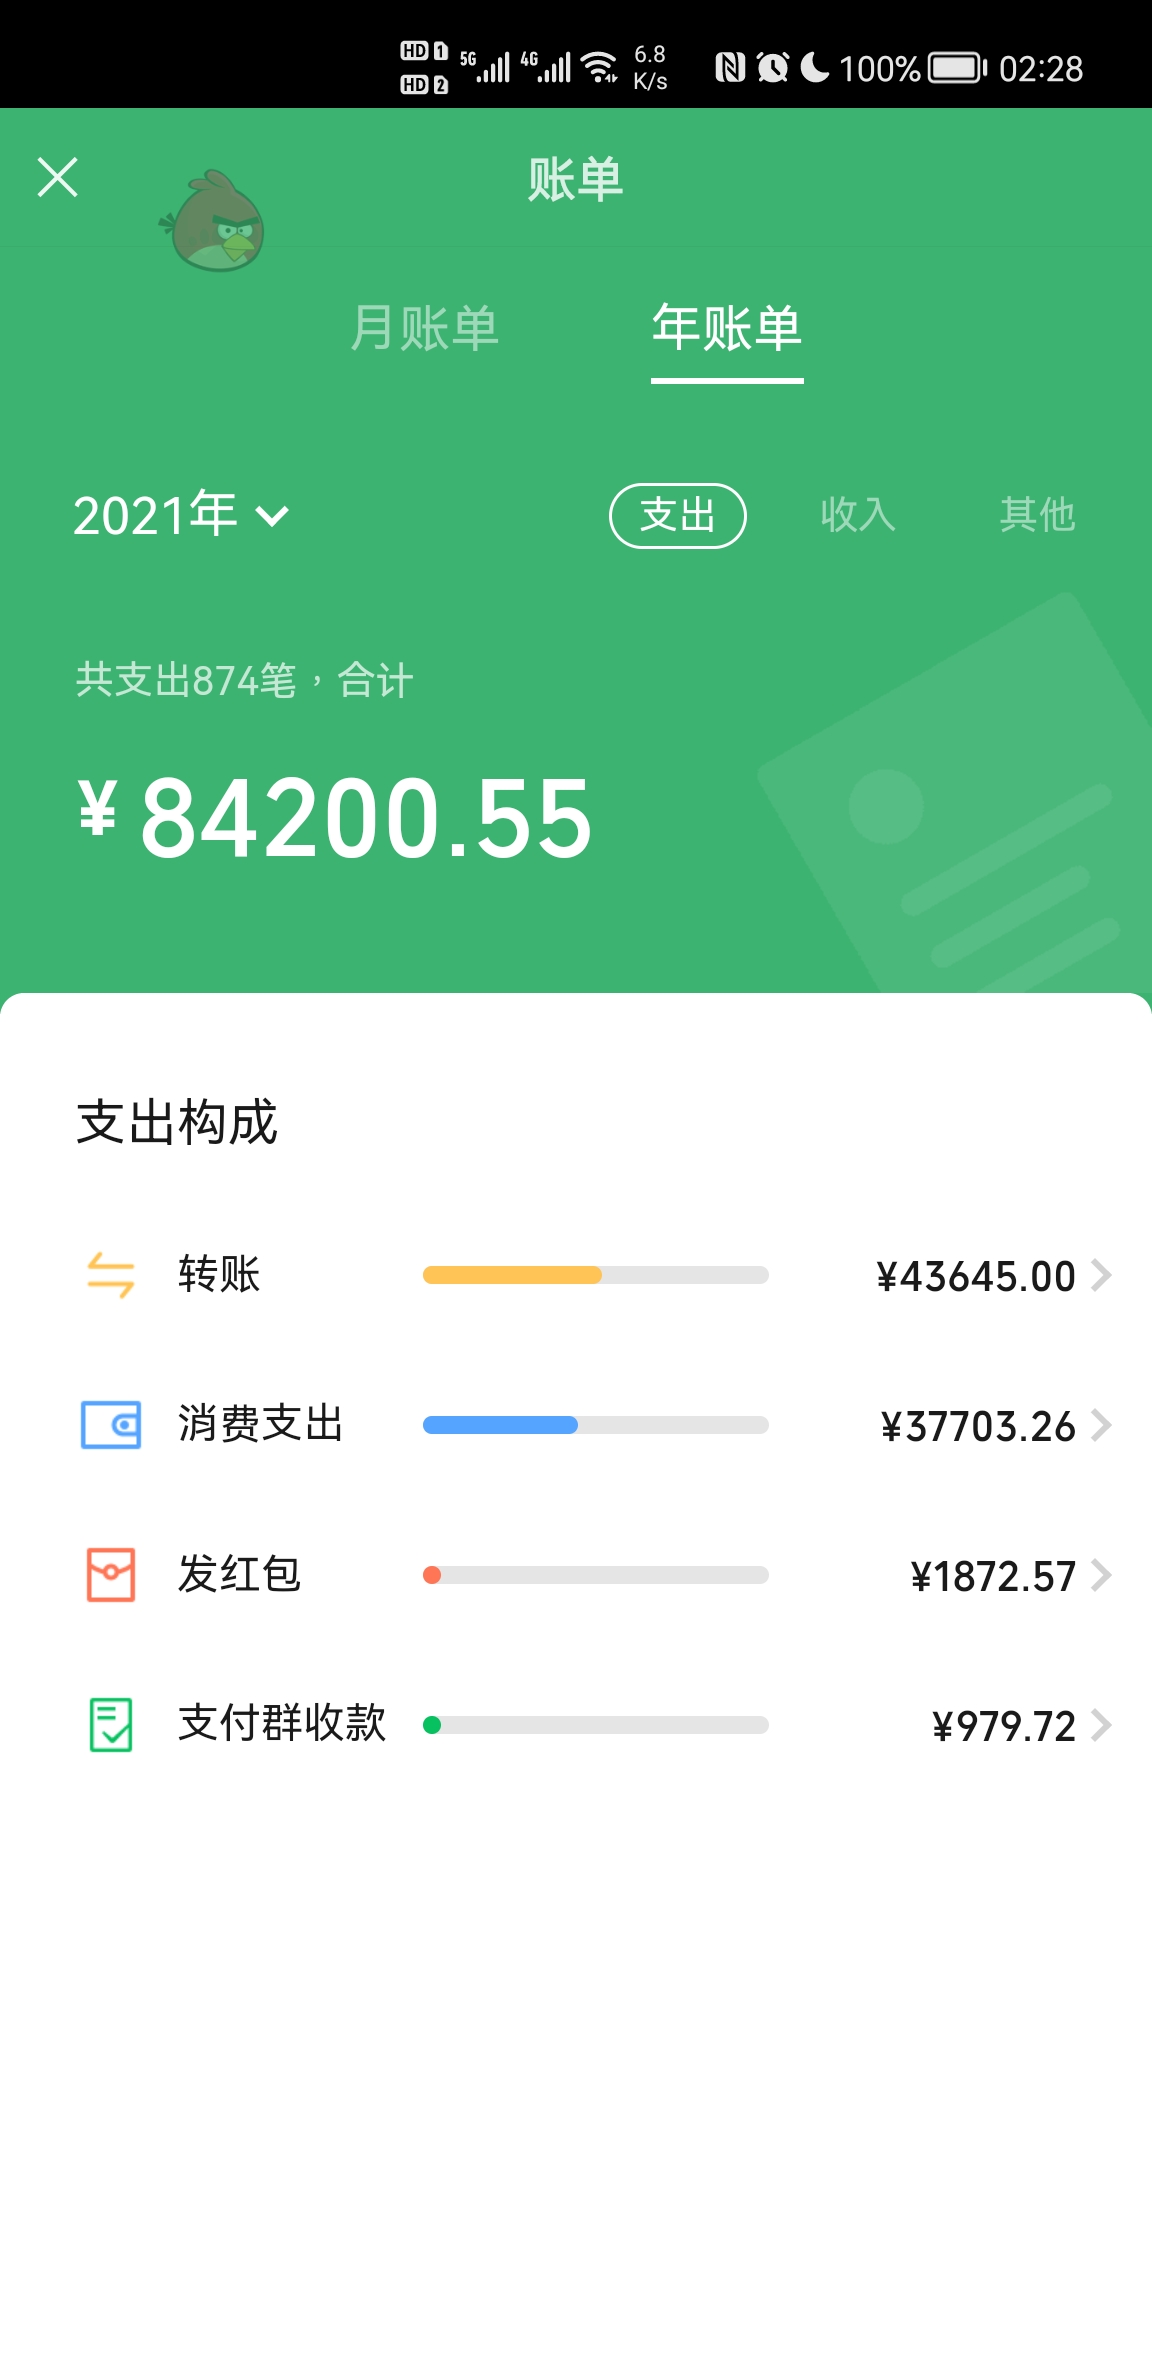 HD 1 5G 4G 6.8 100% 02:28
HD 2 K/s
账单
月账单 年账单
2021年 支出 收入 其他
共支出874笔，合计
¥84200.55
支出构成
转账 ¥43645.00
消费支出 ¥37703.26
发红包 ¥1872.57
支付群收款 ¥979.72